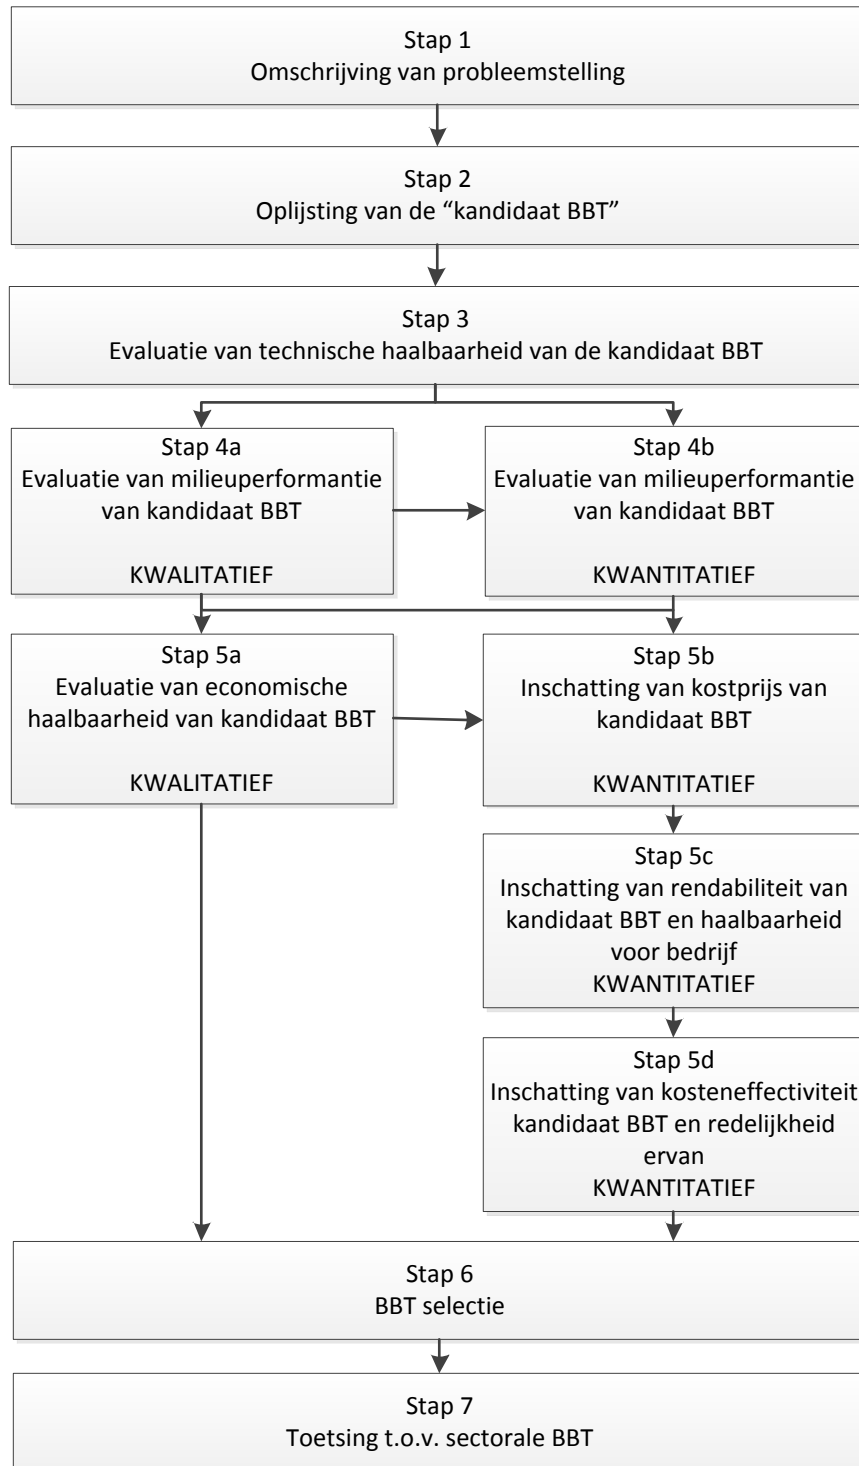 Stap 1
Omschrijving van probleemstelling
Stap 2
Oplijsting van de “kandidaat BBT”
Stap 3
Evaluatie van technische haalbaarheid van de kandidaat BBT
Stap 4a
Evaluatie van milieuperformantie
van kandidaat BBT
KWALITATIEF
Stap 4b
Evaluatie van milieuperformantie
van kandidaat BBT
KWANTITATIEF
Stap 5a
Evaluatie van economische
haalbaarheid van kandidaat BBT
KWALITATIEF
Stap 5b
Inschatting van kostprijs van
kandidaat BBT
KWANTITATIEF
Stap 5c
Inschatting van rendabiliteit van
kandidaat BBT en haalbaarheid
voor bedrijf
KWANTITATIEF
Stap 5d
Inschatting van kosteneffectiviteit
kandidaat BBT en redelijkheid
ervan
KWANTITATIEF
Stap 6
BBT selectie
Stap 7
Toetsing t.o.v. sectorale BBT